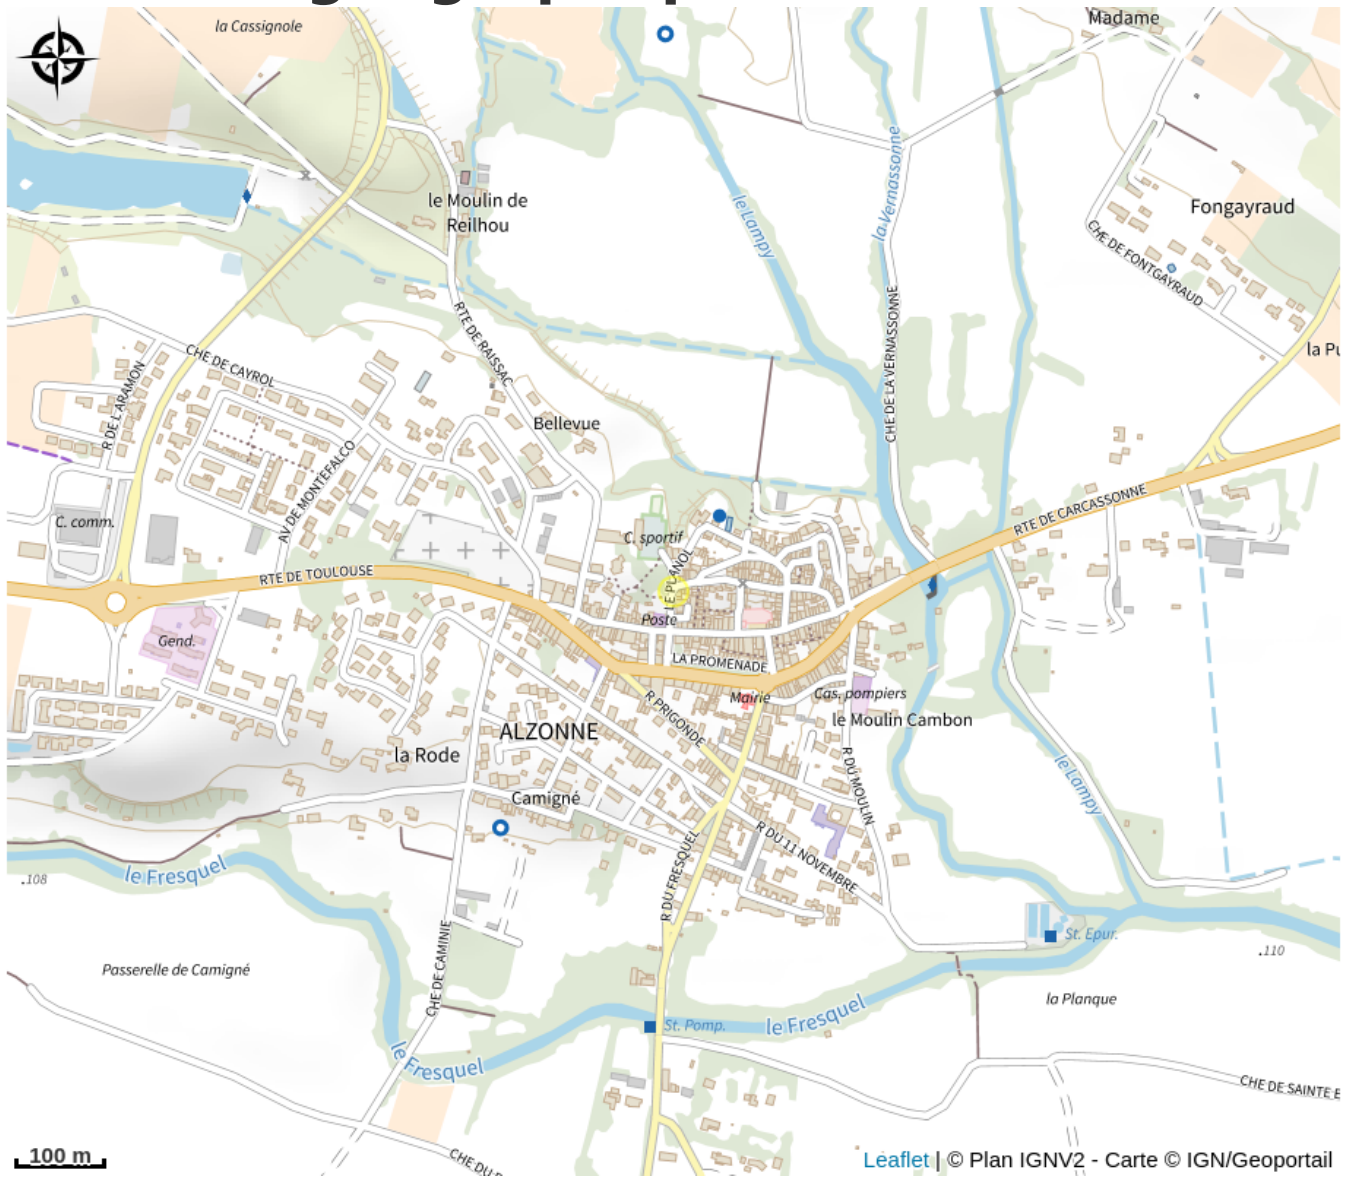 la Cassignole
Madame
le Lampy
la Vernassonne
le Moulin de
Reilhou
Fongayraud
CHE DE FONTGAYRAUD
RTE DE RAISSAC
CHE DE LA VERNASSONNE
CHE DE CAYROL
R DE L'ARAMON
Bellevue
AV DE MONTEFALCO
C. comm.
C. sportif
RTE DE CARCASSONNE
LE PLANOL
RTE DE TOULOUSE
Poste
Gend.
LA PROMENADE
Mairie
Cas. pompiers
R PRIGONDE
le Moulin Cambon
ALZONNE
la Rode
R DU MOULIN
le Lampy
Camigné
R DU 11 NOVEMBRE
R DU FRESQUEL
le Fresquel
.108
St. Epur.
.110
CHE DE CAMINIE
Passerelle de Camigné
la Planque
le Fresquel
St. Pomp.
le Fresquel
CHE DE SAINTE E
100 m
Leaflet | © Plan IGNV2 - Carte © IGN/Geoportail